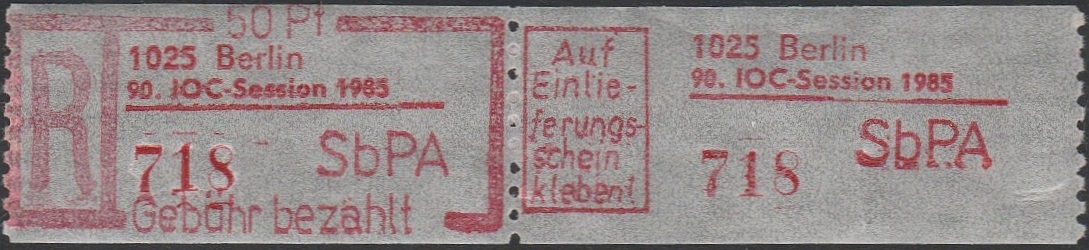 50 Pf
R
1025 Berlin
90. IOC-Session 1985
718 SbPA
Gebühr bezahlt
Auf
Einlie-
ferungs-
schein
kleben!
1025 Berlin
90. IOC-Session 1985
718 SbPA